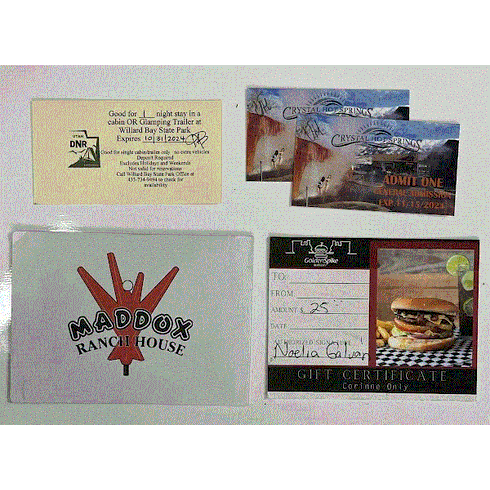 Good for 1 night stay in a
cabin OR Glamping Trailer at
Willard Bay State Park
Expires 10/31/2024
UTAH
DNR
Good for single cabin/trailer only - no extra vehicles
Deposit Required
Excludes Holidays and Weekends
Not valid for reservations
Call Willard Bay State Park Office at
435-734-9494 to check for
availability
CRYSTAL HOT SPRINGS
CRYSTAL HOT SPRINGS
ADMIT ONE
EXP. 11/15/2024
MADDOX
RANCH HOUSE
Golden Spike
TO:
FROM
AMOUNT $ 25
DATE
Noelia Galvan
GIFT CERTIFICATE
Corinne Only